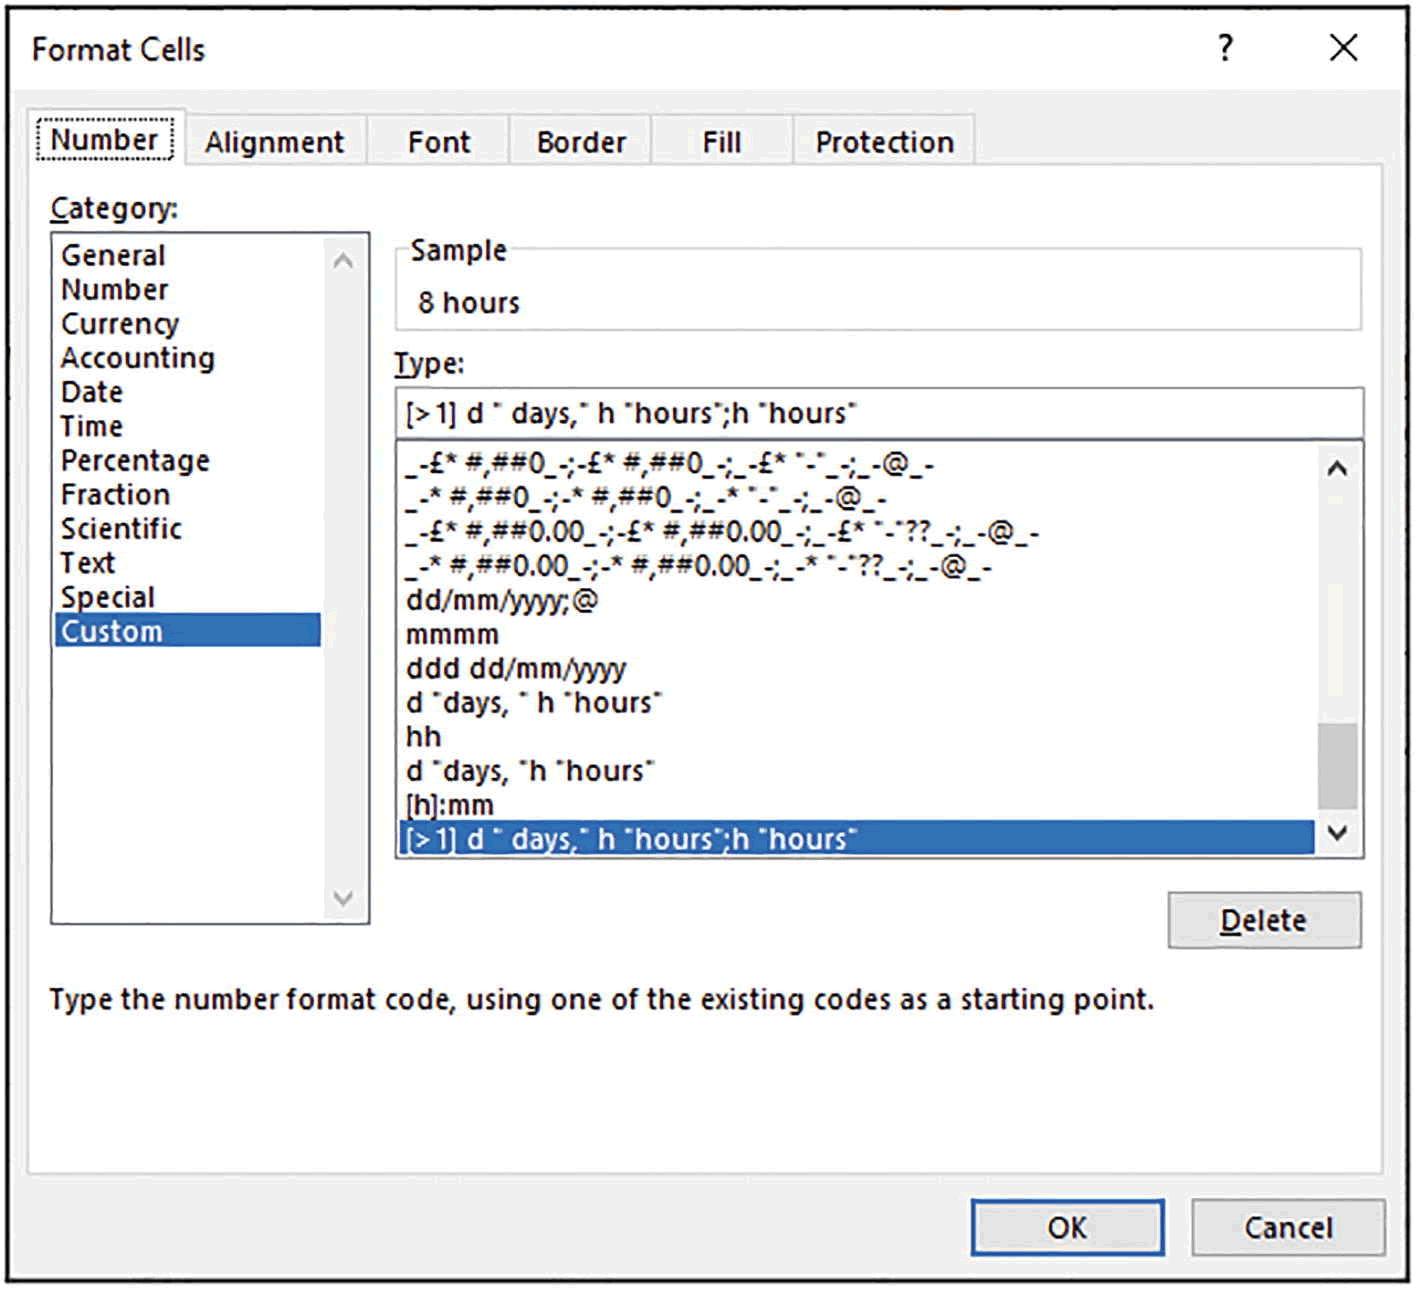 Format Cells ? ×
Number Alignment Font Border Fill Protection
Category:
General
Number
Currency
Accounting
Date
Time
Percentage
Fraction
Scientific
Text
Special
Custom
Sample
8 hours
Type:
[>1] d " days," h "hours";h "hours"
_-£* #,##0_-;-£* #,##0_-;_-£* "-"_-;_-@_-
_-* #,##0_-;-* #,##0_-;_-* "-"_-;_-@_-
_-£* #,##0.00_-;-£* #,##0.00_-;_-£* "-"??_-;_-@_-
_-* #,##0.00_-;-* #,##0.00_-;_-* "-"??_-;_-@_-
dd/mm/yyyy;@
mmmm
ddd dd/mm/yyyy
d "days, " h "hours"
hh
d "days, "h "hours"
[h]:mm
[>1] d " days," h "hours";h "hours"
Delete
Type the number format code, using one of the existing codes as a starting point.
OK Cancel